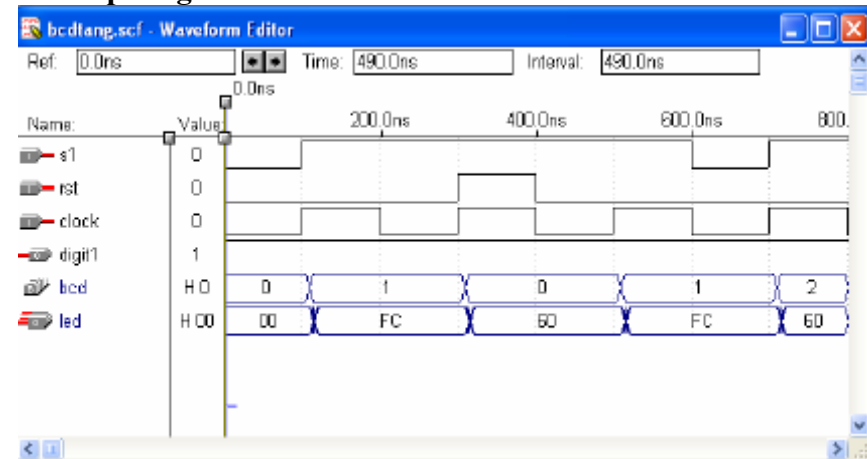 bcdtang.scf - Waveform Editor
Ref: 0.0ns Time: 490.0ns Interval: 490.0ns
0.0ns
Name: Value: 200.0ns 400.0ns 600.0ns 800.
s1 0
rst 0
clock 0
digit1 1
bcd H 0 0 1 0 1 2
led H 00 00 FC 60 FC 60